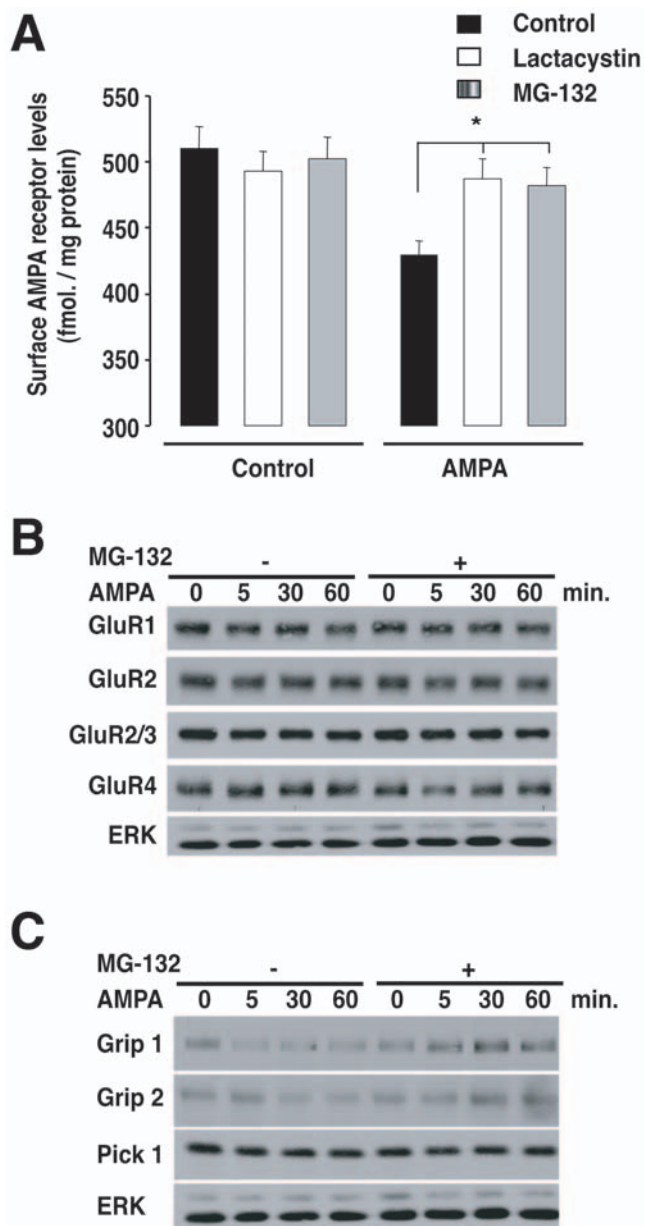 A
Control
Lactacystin
MG-132
Surface AMPA receptor levels
(fmol. / mg protein)
550
500
450
400
350
300
*
Control AMPA
B
MG-132 - +
AMPA 0 5 30 60 0 5 30 60 min.
GluR1
GluR2
GluR2/3
GluR4
ERK
C
MG-132 - +
AMPA 0 5 30 60 0 5 30 60 min.
Grip 1
Grip 2
Pick 1
ERK